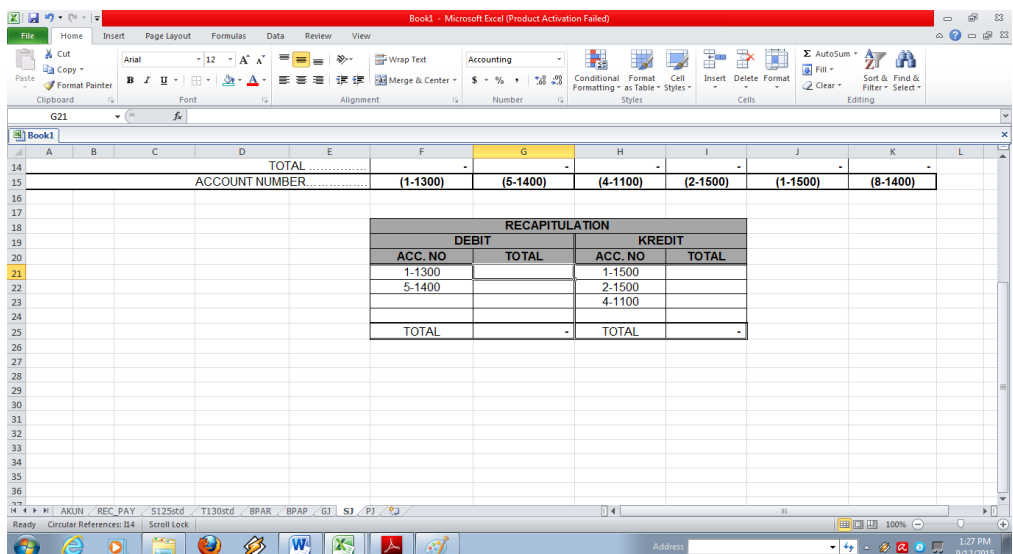 Book1 - Microsoft Excel (Product Activation Failed)
File Home Insert Page Layout Formulas Data Review View
Paste
Cut
Copy
Format Painter
Clipboard
Arial 12
B I U
Font
Wrap Text
Merge & Center
Alignment
Accounting
$ % ,
Number
Conditional Formatting
Format as Table
Cell Styles
Styles
Insert Delete Format
Cells
AutoSum
Fill
Clear
Sort & Filter
Find & Select
Editing
G21 fx
Book1
A B C D E F G H I J K L
14 TOTAL ............... - - - - - -
15 ACCOUNT NUMBER................ (1-1300) (5-1400) (4-1100) (2-1500) (1-1500) (8-1400)
16
17
18 RECAPITULATION
19 DEBIT KREDIT
20 ACC. NO TOTAL ACC. NO TOTAL
21 1-1300 1-1500
22 5-1400 2-1500
23 4-1100
24
25 TOTAL - TOTAL -
26
27
28
29
30
31
32
33
34
35
36
AKUN REC_PAY S125std T130std BPAR BPAP GJ SJ PJ
Ready Circular References: I14 Scroll Lock 100%
Address 1:27 PM
9/12/2015